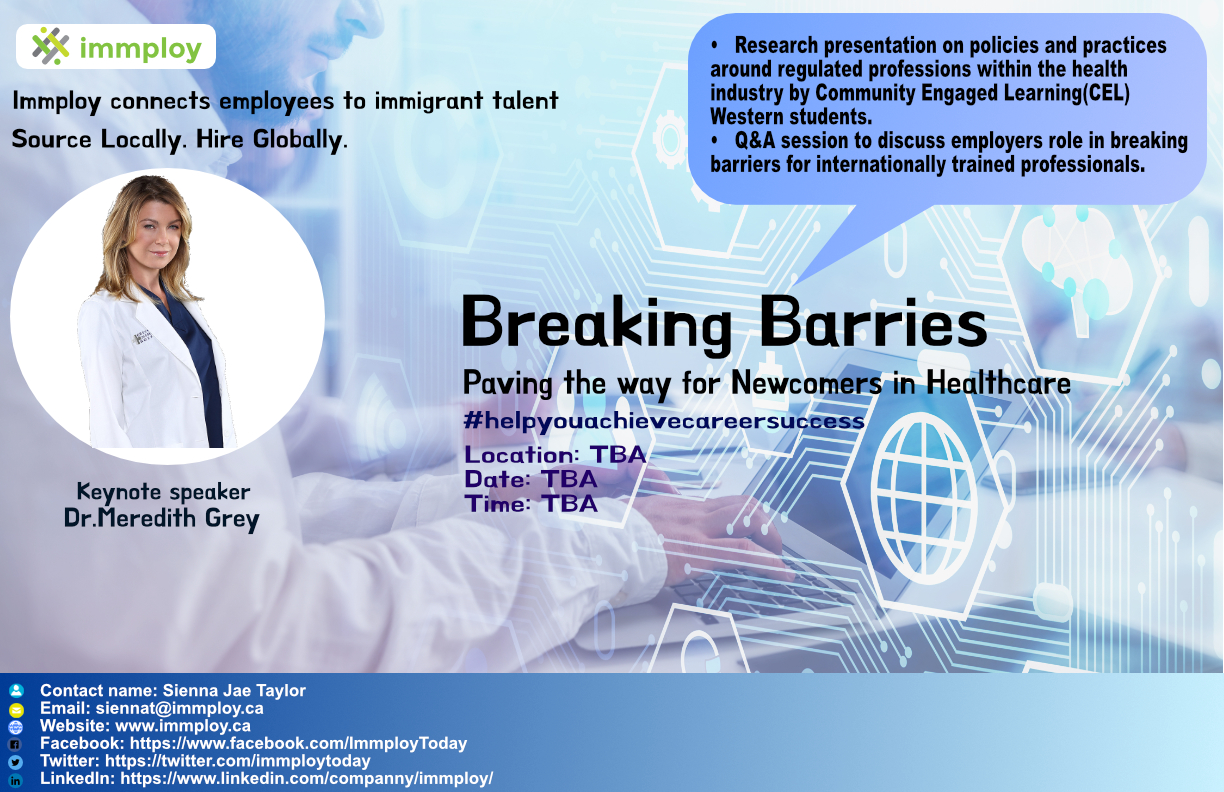 immploy
Immploy connects employees to immigrant talent
Source Locally. Hire Globally.
• Research presentation on policies and practices
around regulated professions within the health
industry by Community Engaged Learning(CEL)
Western students.
• Q&A session to discuss employers role in breaking
barriers for internationally trained professionals.
Breaking Barries
Paving the way for Newcomers in Healthcare
#helpyouachievecareersuccess
Location: TBA
Date: TBA
Time: TBA
Keynote speaker
Dr.Meredith Grey
Contact name: Sienna Jae Taylor
Email: siennat@immploy.ca
Website: www.immploy.ca
Facebook: https://www.facebook.com/ImmployToday
Twitter: https://twitter.com/immploytoday
LinkedIn: https://www.linkedin.com/companny/immploy/